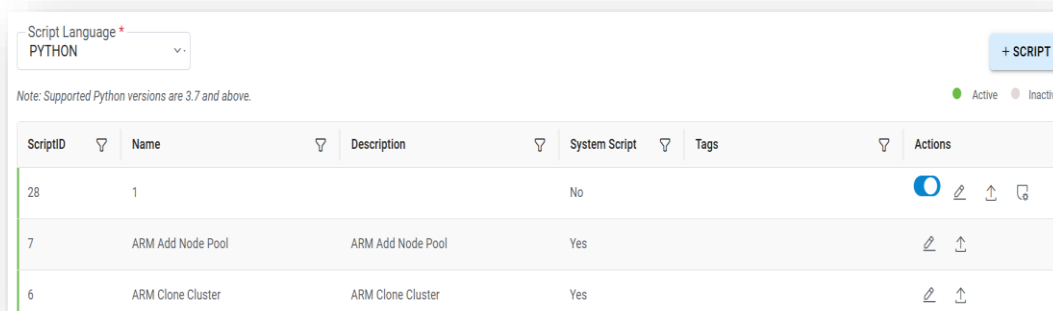 Script Language *
PYTHON
+ SCRIPT
Note: Supported Python versions are 3.7 and above.
Active Inactiv
ScriptID Name Description System Script Tags Actions
28 1 No
7 ARM Add Node Pool ARM Add Node Pool Yes
6 ARM Clone Cluster ARM Clone Cluster Yes